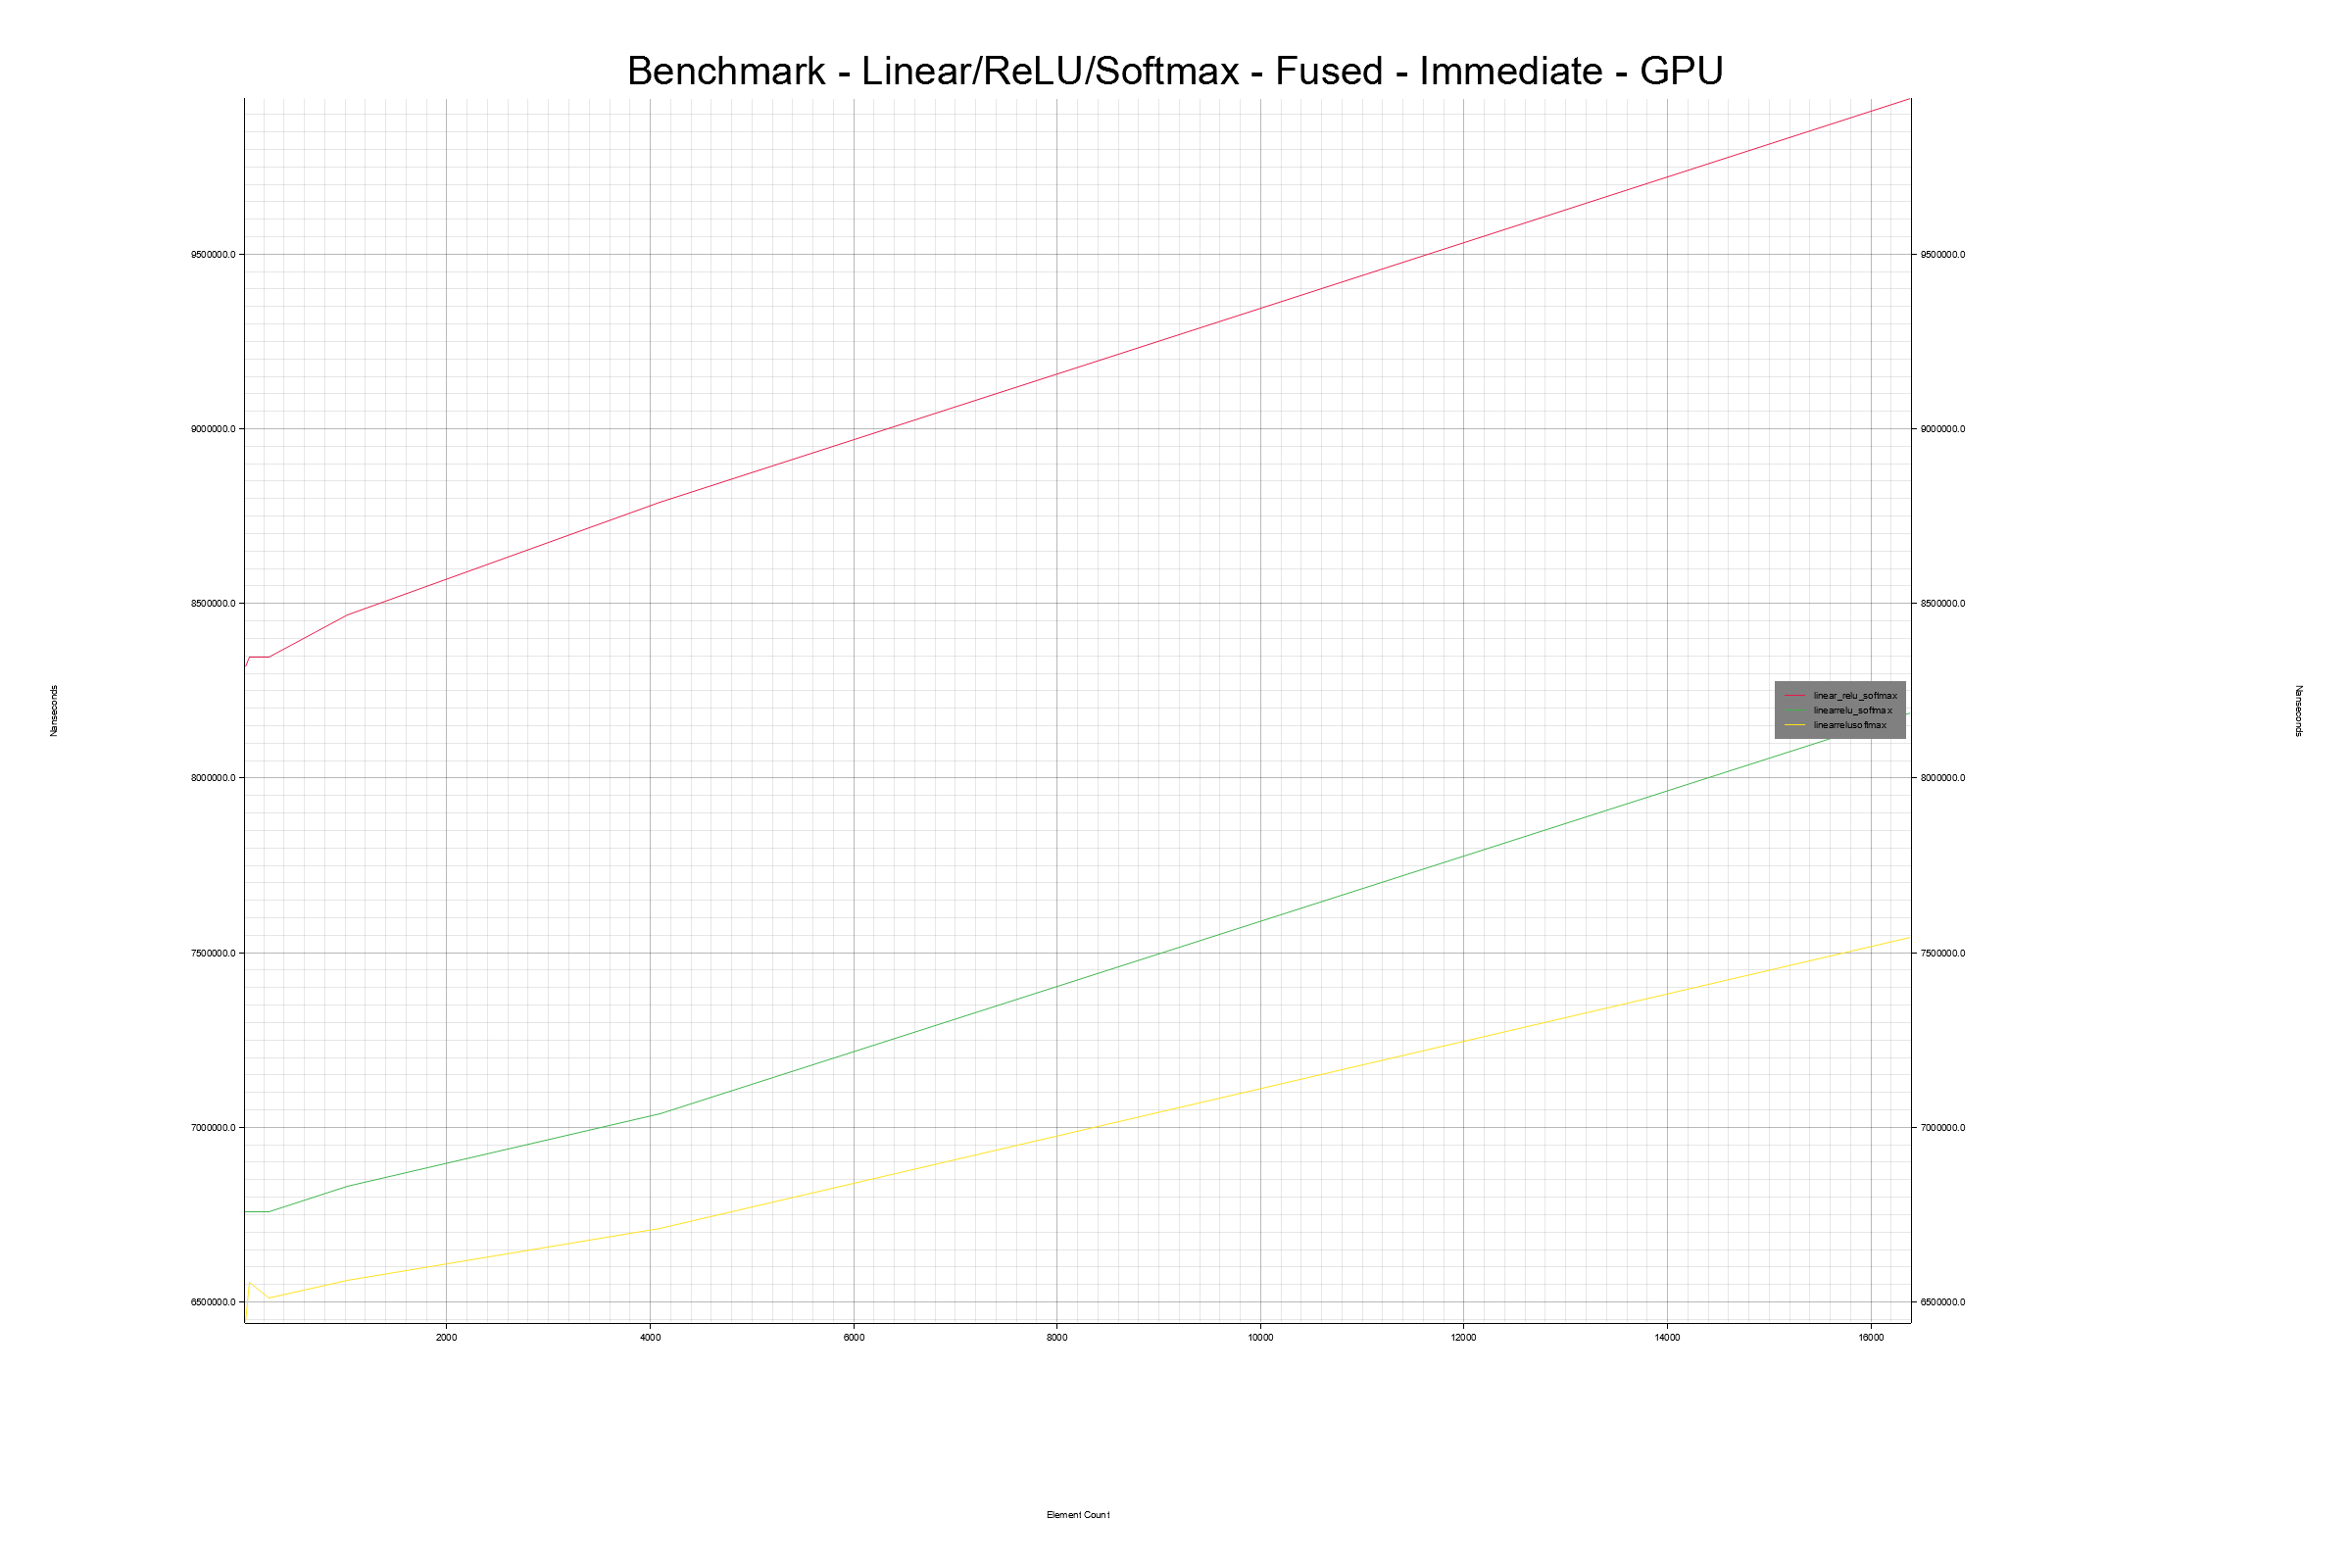 Benchmark - Linear/ReLU/Softmax - Fused - Immediate - GPU
9500000.0
9000000.0
8500000.0
8000000.0
7500000.0
7000000.0
6500000.0
Nanseconds
9500000.0
9000000.0
8500000.0
8000000.0
7500000.0
7000000.0
6500000.0
Nanseconds
linear_relu_softmax
linearrelu_softmax
linearrelusoftmax
2000 4000 6000 8000 10000 12000 14000 16000
Element Count